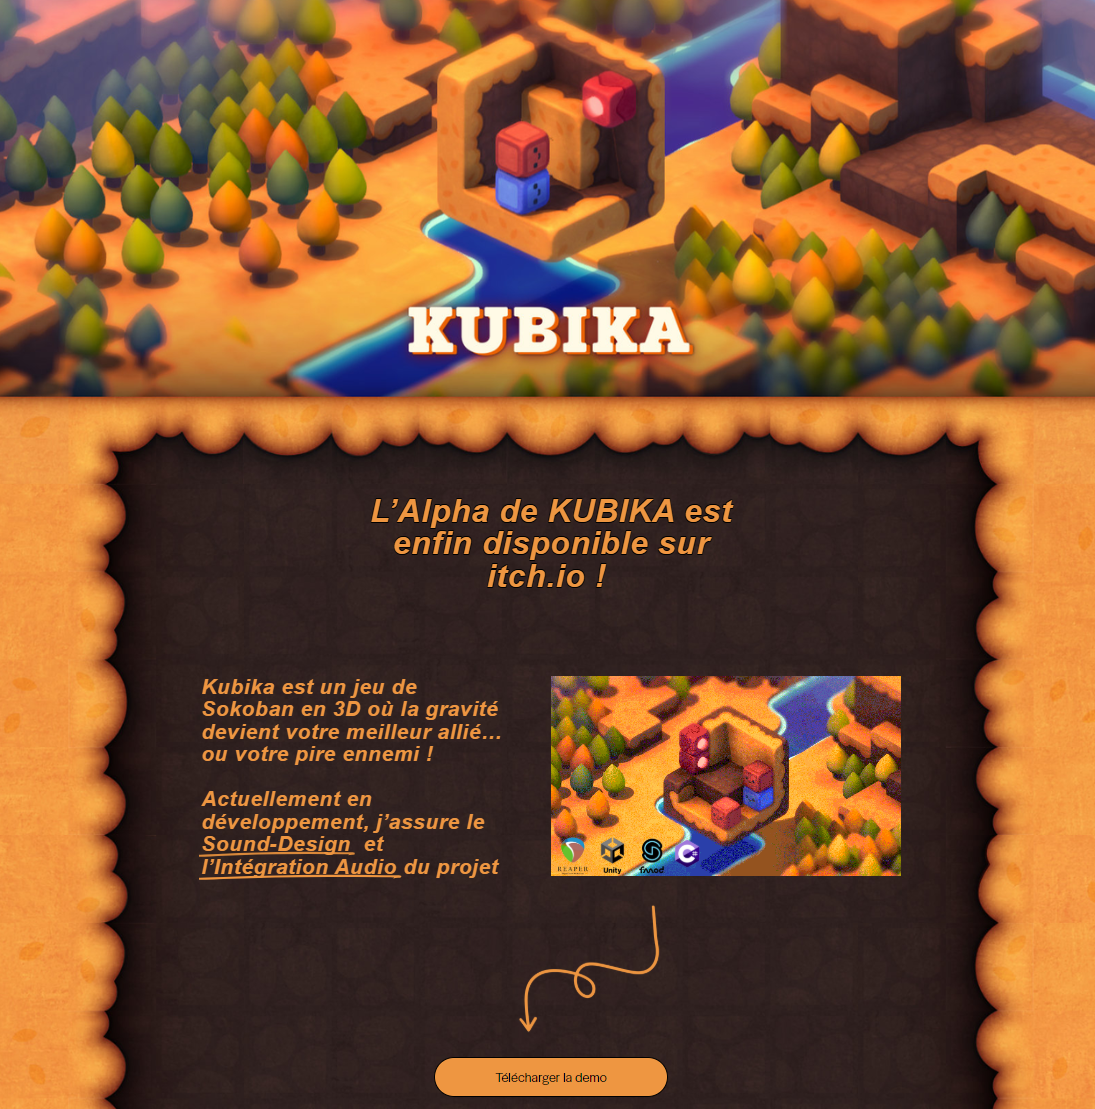 KUBIKA
L’Alpha de KUBIKA est
enfin disponible sur
itch.io !
Kubika est un jeu de
Sokoban en 3D où la gravité
devient votre meilleur allié…
ou votre pire ennemi !
Actuellement en
développement, j’assure le
Sound-Design et
l’Intégration Audio du projet
REAPER
Unity
fmod
C#
Télécharger la demo